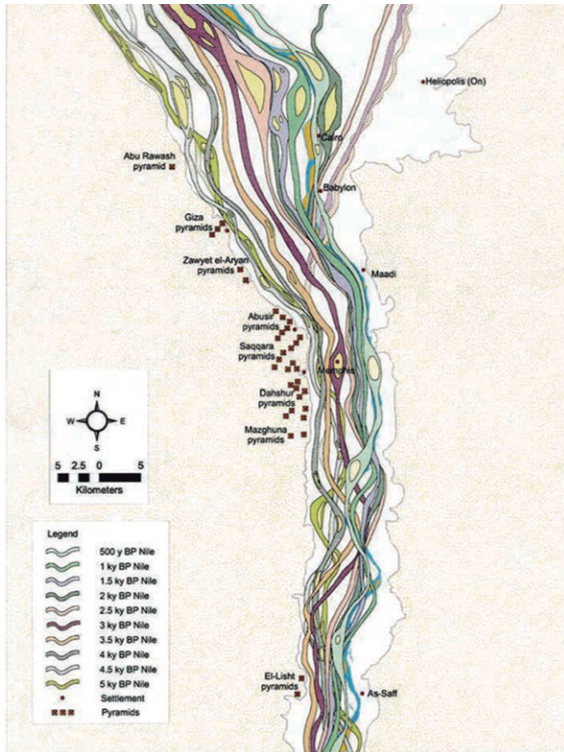 Heliopolis (On)
Cairo
Abu Rawash
pyramid
Babylon
Giza
pyramids
Zawyet el-Aryan
pyramids
Maadi
Abusir
pyramids
Saqqara
pyramids
Memphis
Dahshur
pyramids
Mazghuna
pyramids
N
W E
S
5 2.5 0 5
Kilometers
Legend
500 y BP Nile
1 ky BP Nile
1.5 ky BP Nile
2 ky BP Nile
2.5 ky BP Nile
3 ky BP Nile
3.5 ky BP Nile
4 ky BP Nile
4.5 ky BP Nile
5 ky BP Nile
Settlement
Pyramids
El-Lisht
pyramids
As-Saff